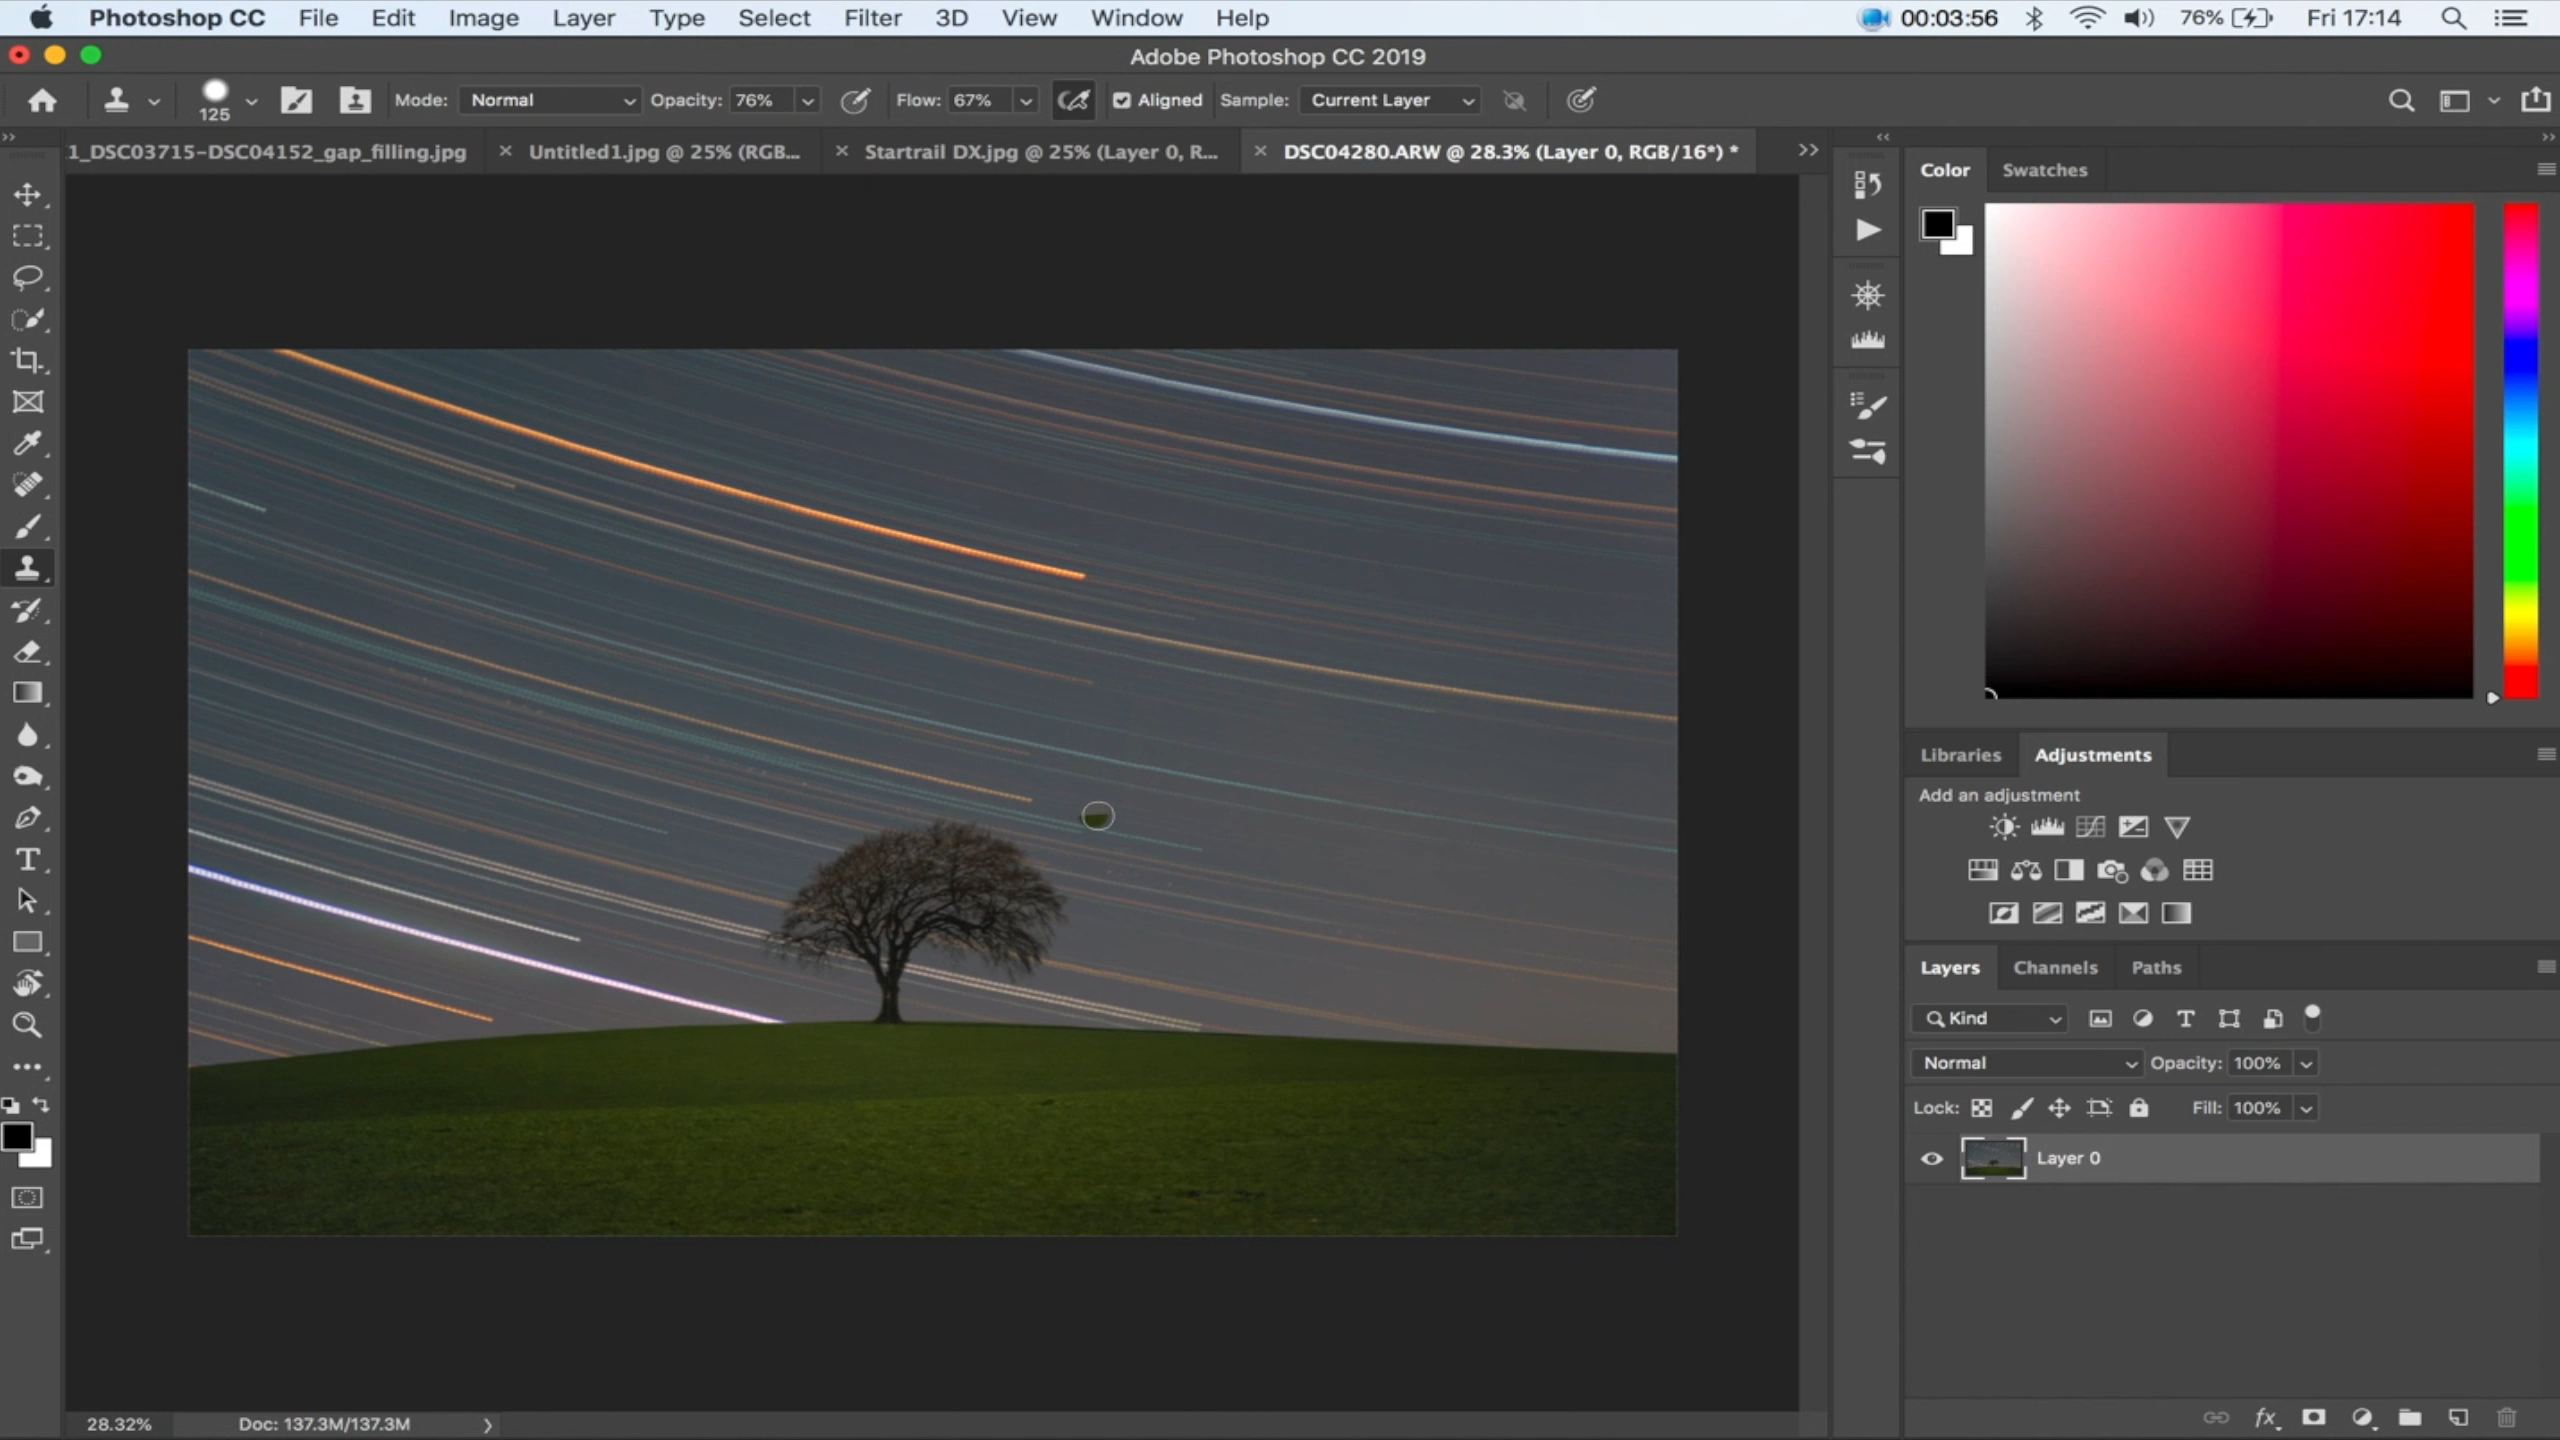 Photoshop CC File Edit Image Layer Type Select Filter 3D View Window Help 00:03:56 76% Fri 17:14
Adobe Photoshop CC 2019
125 Mode: Normal Opacity: 76% Flow: 67% Aligned Sample: Current Layer
1_DSC03715-DSC04152_gap_filling.jpg Untitled1.jpg @ 25% (RGB... Startrail DX.jpg @ 25% (Layer 0, R... DSC04280.ARW @ 28.3% (Layer 0, RGB/16*) *
Color Swatches
Libraries Adjustments
Add an adjustment
Layers Channels Paths
Kind
Normal Opacity: 100%
Lock: Fill: 100%
Layer 0
28.32% Doc: 137.3M/137.3M